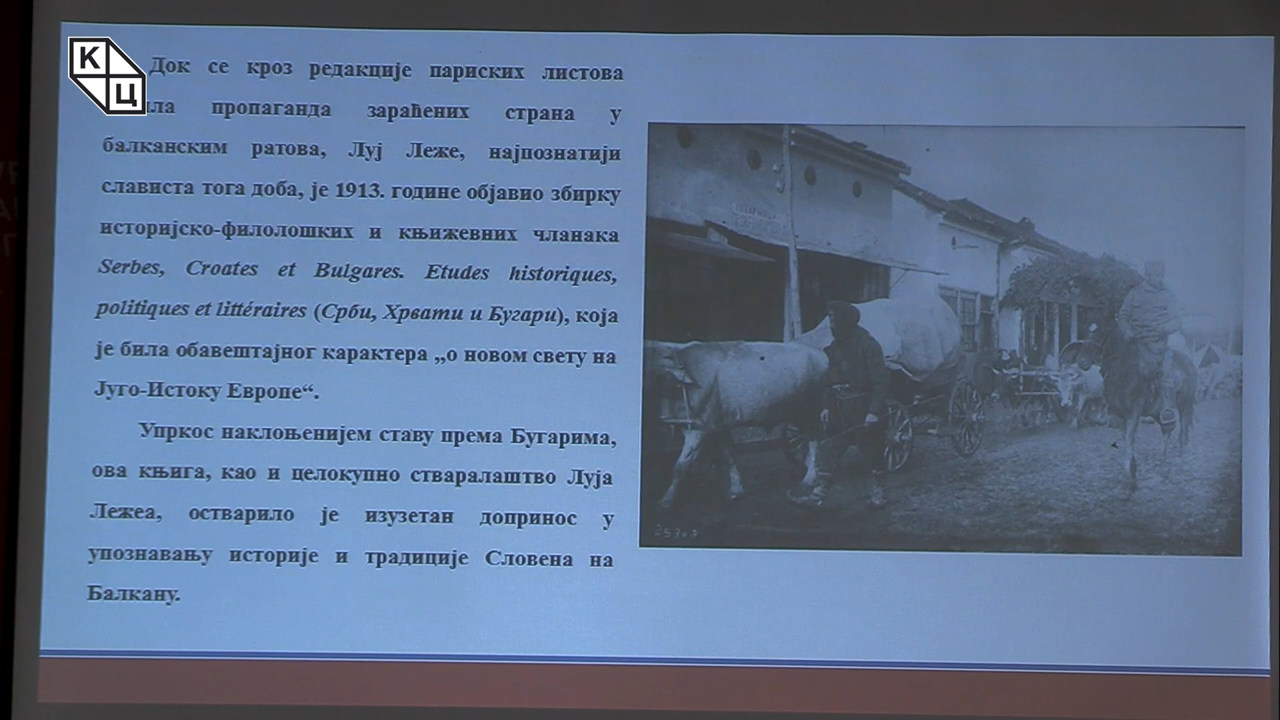 К
Ц
Док се кроз редакције париских листова
пропаганда зараћених страна у
балканским ратова, Луј Леже, најпознатији
слависта тога доба, је 1913. године објавио збирку
историјско-филолошких и књижевних чланака
Serbes, Croates et Bulgares. Etudes historiques,
politiques et littéraires (Срби, Хрвати и Бугари), која
је била обавештајног карактера „о новом свету на
Југо-Истоку Европе“.
Упркос наклоњенијем ставу према Бугарима,
ова књига, као и целокупно стваралаштво Луја
Лежеа, остварило је изузетан допринос у
упознавању историје и традиције Словена на
Балкану.